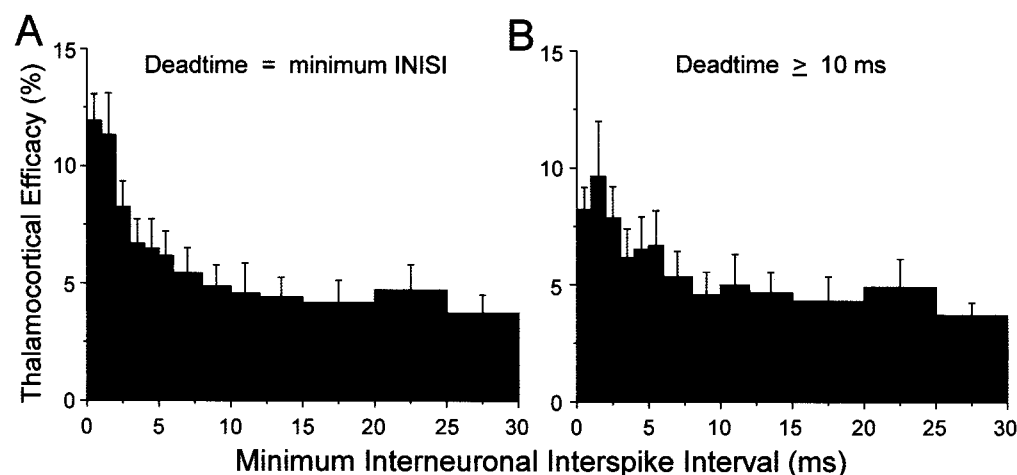 A
Deadtime = minimum INISI
B
Deadtime ≥ 10 ms
Thalamocortical Efficacy (%)
15
10
5
0
15
10
5
0
0 5 10 15 20 25 30
0 5 10 15 20 25 30
Minimum Interneuronal Interspike Interval (ms)